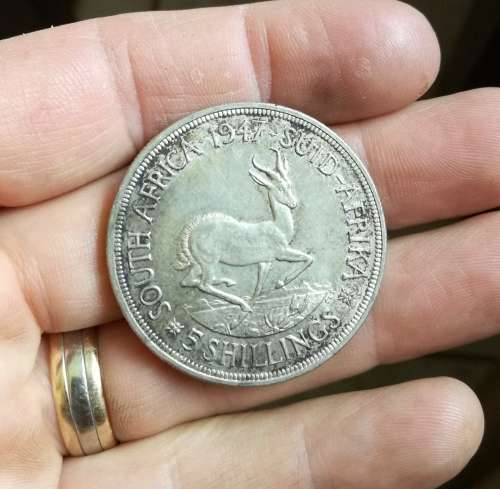 SOUTH AFRICA · 1947 · SUID-AFRIKA
5 SHILLINGS